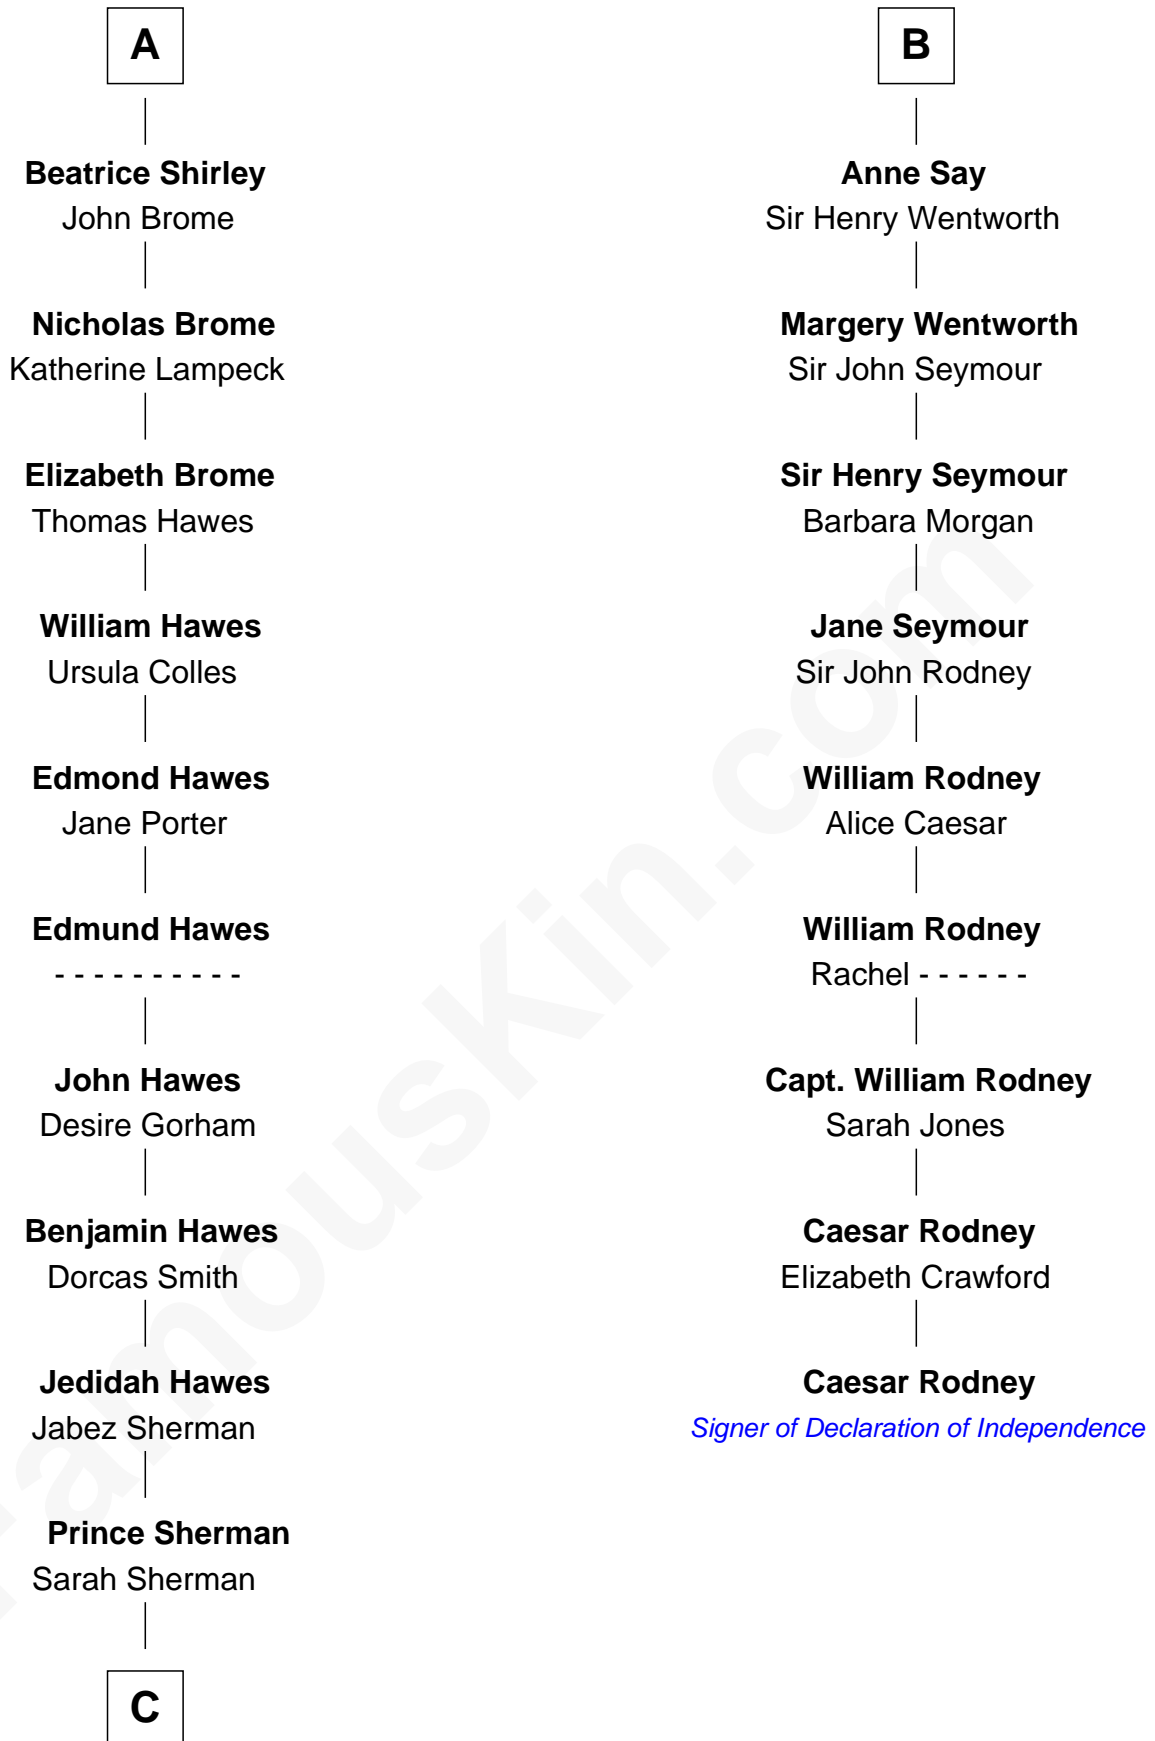 A
Beatrice Shirley
John Brome
Nicholas Brome
Katherine Lampeck
Elizabeth Brome
Thomas Hawes
William Hawes
Ursula Colles
Edmond Hawes
Jane Porter
Edmund Hawes
- - - - - - - - - -
John Hawes
Desire Gorham
Benjamin Hawes
Dorcas Smith
Jedidah Hawes
Jabez Sherman
Prince Sherman
Sarah Sherman
C
B
Anne Say
Sir Henry Wentworth
Margery Wentworth
Sir John Seymour
Sir Henry Seymour
Barbara Morgan
Jane Seymour
Sir John Rodney
William Rodney
Alice Caesar
William Rodney
Rachel - - - - - -
Capt. William Rodney
Sarah Jones
Caesar Rodney
Elizabeth Crawford
Caesar Rodney
Signer of Declaration of Independence
FamousKin.com